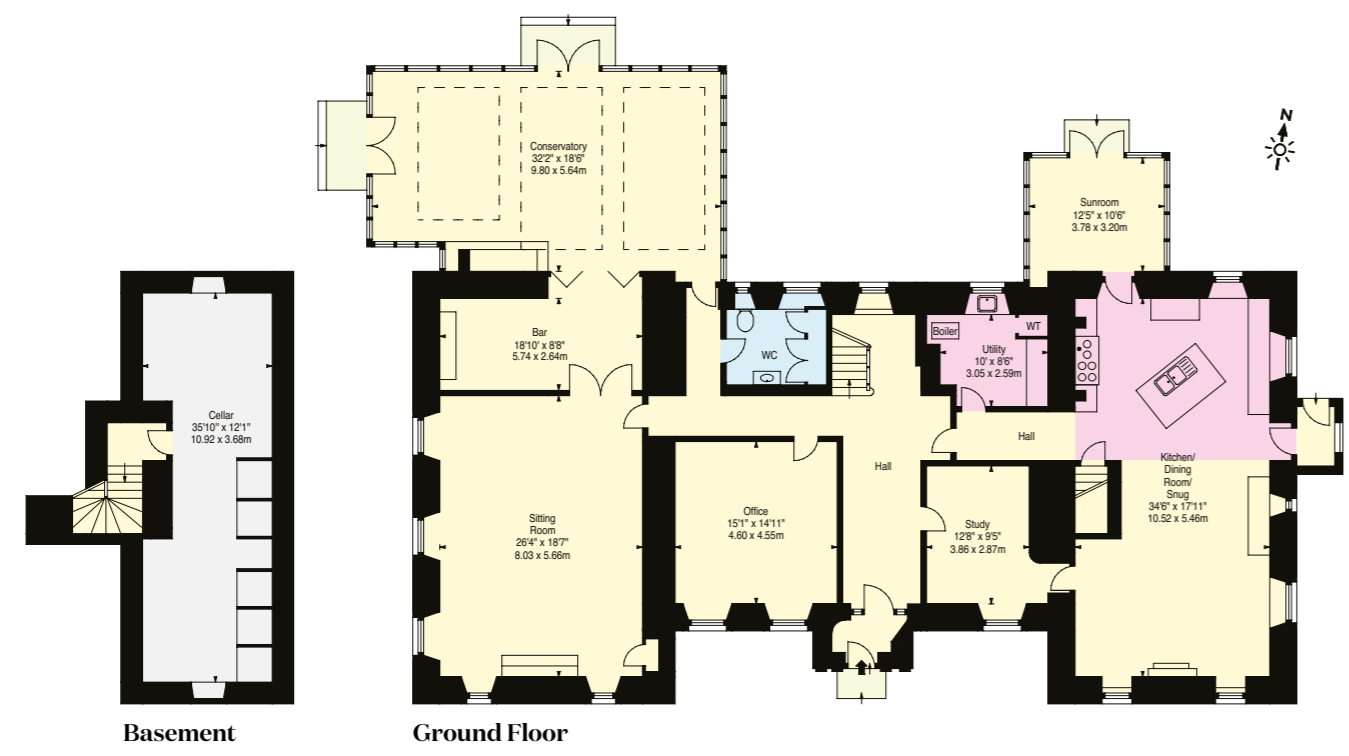 N
Conservatory
32'2" x 18'6"
9.80 x 5.64m
Sunroom
12'5" x 10'6"
3.78 x 3.20m
Bar
18'10' x 8'8"
5.74 x 2.64m
WC
Boiler
WT
Utility
10' x 8'6"
3.05 x 2.59m
Cellar
35'10" x 12'1"
10.92 x 3.68m
Hall
Hall
Kitchen/
Dining
Room/
Snug
34'6" x 17'11"
10.52 x 5.46m
Sitting
Room
26'4" x 18'7"
8.03 x 5.66m
Office
15'1" x 14'11"
4.60 x 4.55m
Study
12'8" x 9'5"
3.86 x 2.87m
Basement
Ground Floor